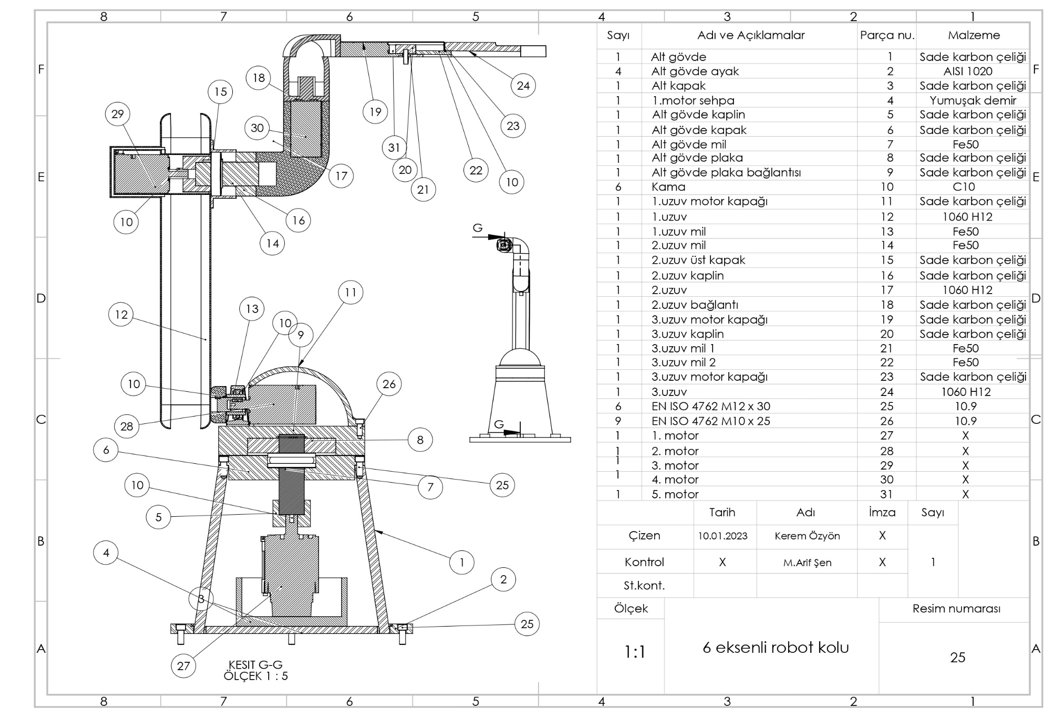 8 7 6 5 4 3 2 1
F
E
D
C
B
A
F
E
D
C
B
A
8 7 6 5 4 3 2 1
18
15
29
30
24
23
19
31
20
21
22
10
17
16
14
10
G
G
12
13
10
9
11
10
28
26
8
6
7
25
10
5
4
1
2
3
25
27
KESIT G-G
ÖLÇEK 1 : 5
Sayı Adı ve Açıklamalar Parça nu. Malzeme
1 Alt gövde 1 Sade karbon çeliği
4 Alt gövde ayak 2 AISI 1020
1 Alt kapak 3 Sade karbon çeliği
1 1.motor sehpa 4 Yumuşak demir
1 Alt gövde kaplin 5 Sade karbon çeliği
1 Alt gövde kapak 6 Sade karbon çeliği
1 Alt gövde mil 7 Fe50
1 Alt gövde plaka 8 Sade karbon çeliği
1 Alt gövde plaka bağlantısı 9 Sade karbon çeliği
6 Kama 10 C10
1 1.uzuv motor kapağı 11 Sade karbon çeliği
1 1.uzuv 12 1060 H12
1 1.uzuv mil 13 Fe50
1 2.uzuv mil 14 Fe50
1 2.uzuv üst kapak 15 Sade karbon çeliği
1 2.uzuv kaplin 16 Sade karbon çeliği
1 2.uzuv 17 1060 H12
1 2.uzuv bağlantı 18 Sade karbon çeliği
1 3.uzuv motor kapağı 19 Sade karbon çeliği
1 3.uzuv kaplin 20 Sade karbon çeliği
1 3.uzuv mil 1 21 Fe50
1 3.uzuv mil 2 22 Fe50
1 3.uzuv motor kapağı 23 Sade karbon çeliği
1 3.uzuv 24 1060 H12
6 EN ISO 4762 M12 x 30 25 10.9
9 EN ISO 4762 M10 x 25 26 10.9
1 1. motor 27 X
1 2. motor 28 X
1 3. motor 29 X
1 4. motor 30 X
1 5. motor 31 X
Tarih Adı İmza Sayı
Çizen 10.01.2023 Kerem Özyön X
Kontrol X M.Arif Şen X 1
St.kont.
Ölçek Resim numarası
1:1 6 eksenli robot kolu 25